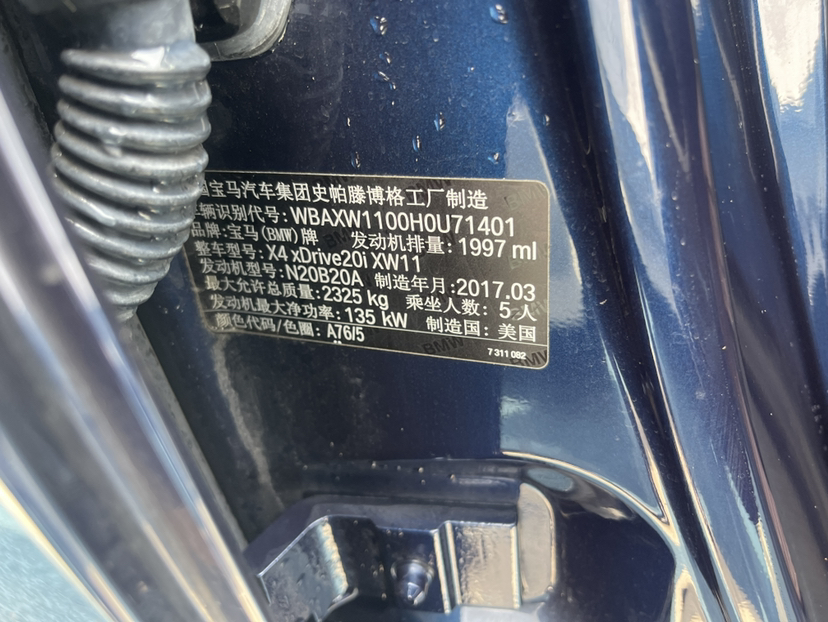 国宝马汽车集团史帕滕博格工厂制造
车辆识别代号: WBAXW1100H0U71401
品牌: 宝马(BMW)牌 发动机排量: 1997 ml
整车型号: X4 xDrive20i XW11
发动机型号: N20B20A 制造年月: 2017.03
最大允许总质量: 2325 kg 乘坐人数: 5 人
发动机最大净功率: 135 kW 制造国: 美国
颜色代码/色圈: A76/5
7 311 082
BMW
BMW